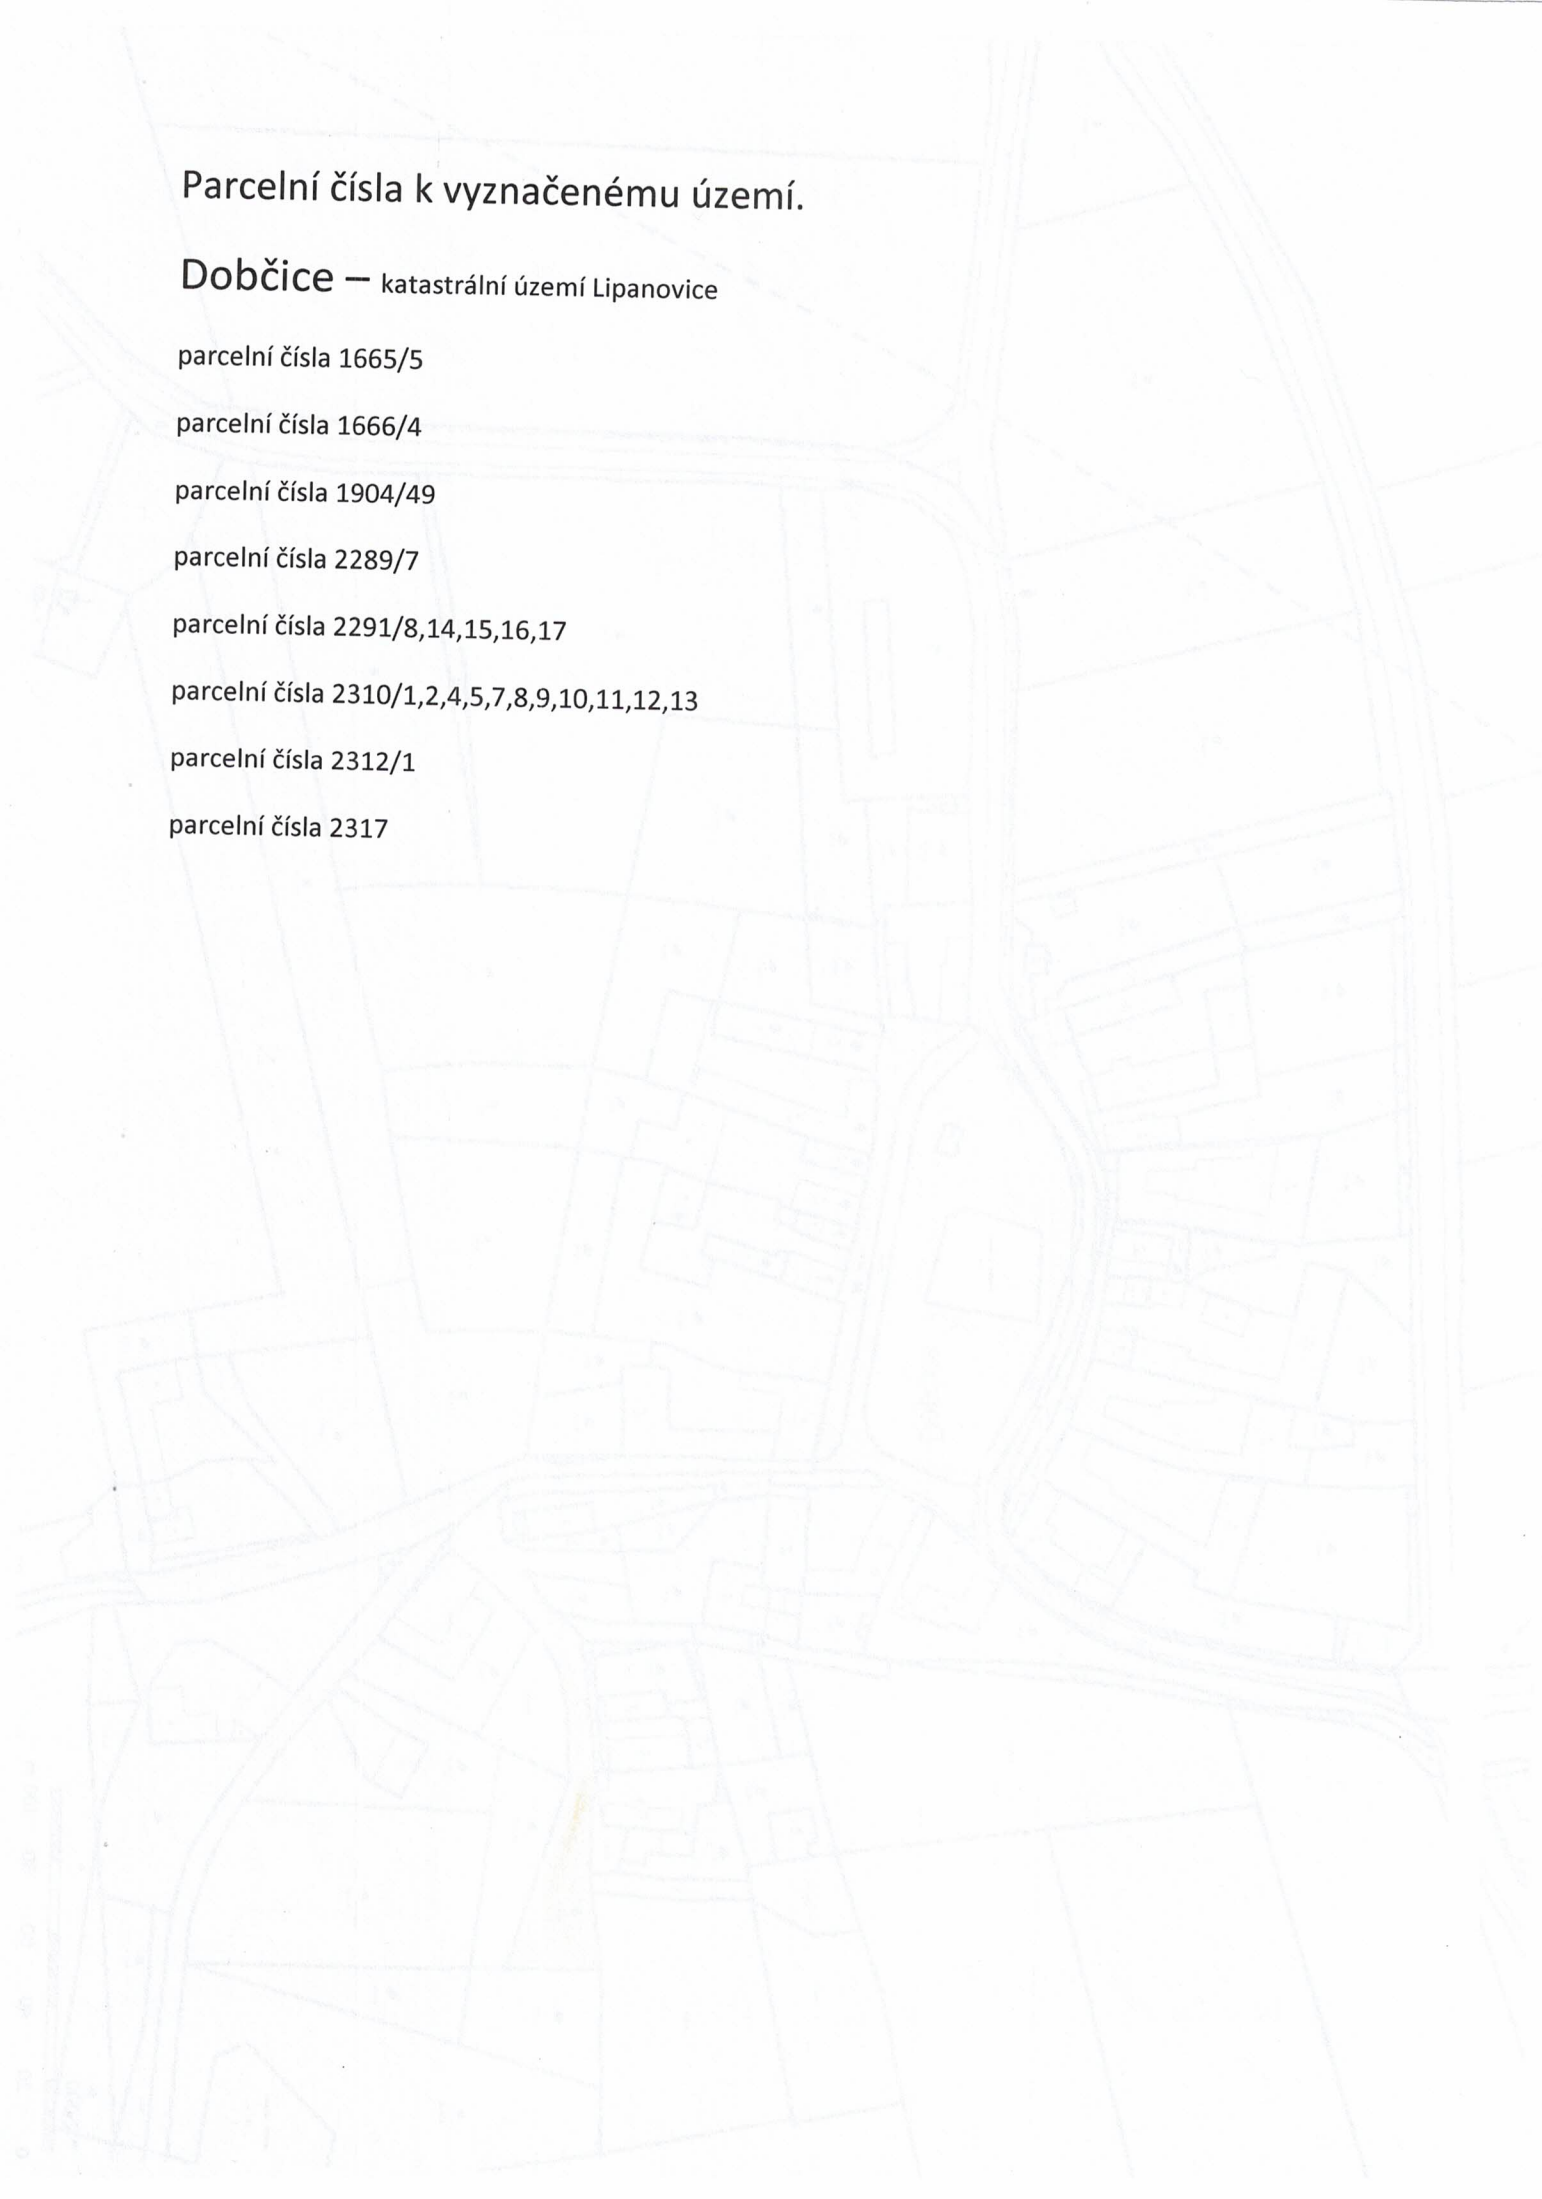 Parcelní čísla k vyznačenému území.
Dobčice – katastrální území Lipanovice
parcelní čísla 1665/5
parcelní čísla 1666/4
parcelní čísla 1904/49
parcelní čísla 2289/7
parcelní čísla 2291/8,14,15,16,17
parcelní čísla 2310/1,2,4,5,7,8,9,10,11,12,13
parcelní čísla 2312/1
parcelní čísla 2317